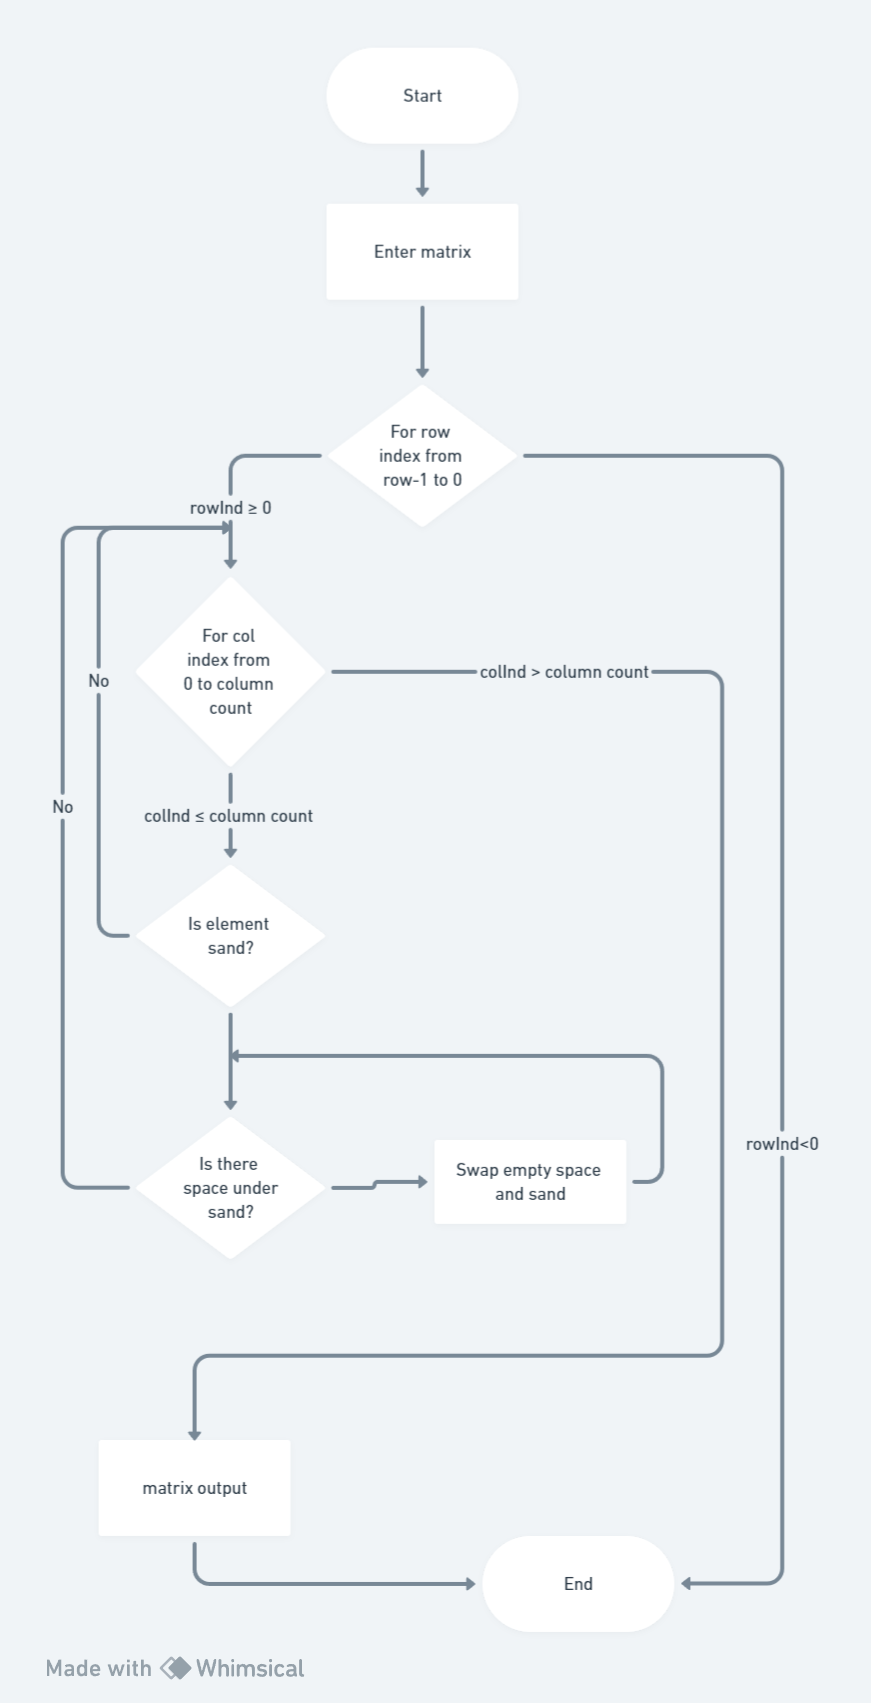 Start
Enter matrix
For row
index from
row-1 to 0
rowInd ≥ 0
For col
index from
0 to column
count
colInd > column count
No
No
colInd ≤ column count
Is element
sand?
rowInd<0
Is there
space under
sand?
Swap empty space
and sand
matrix output
End
Made with Whimsical